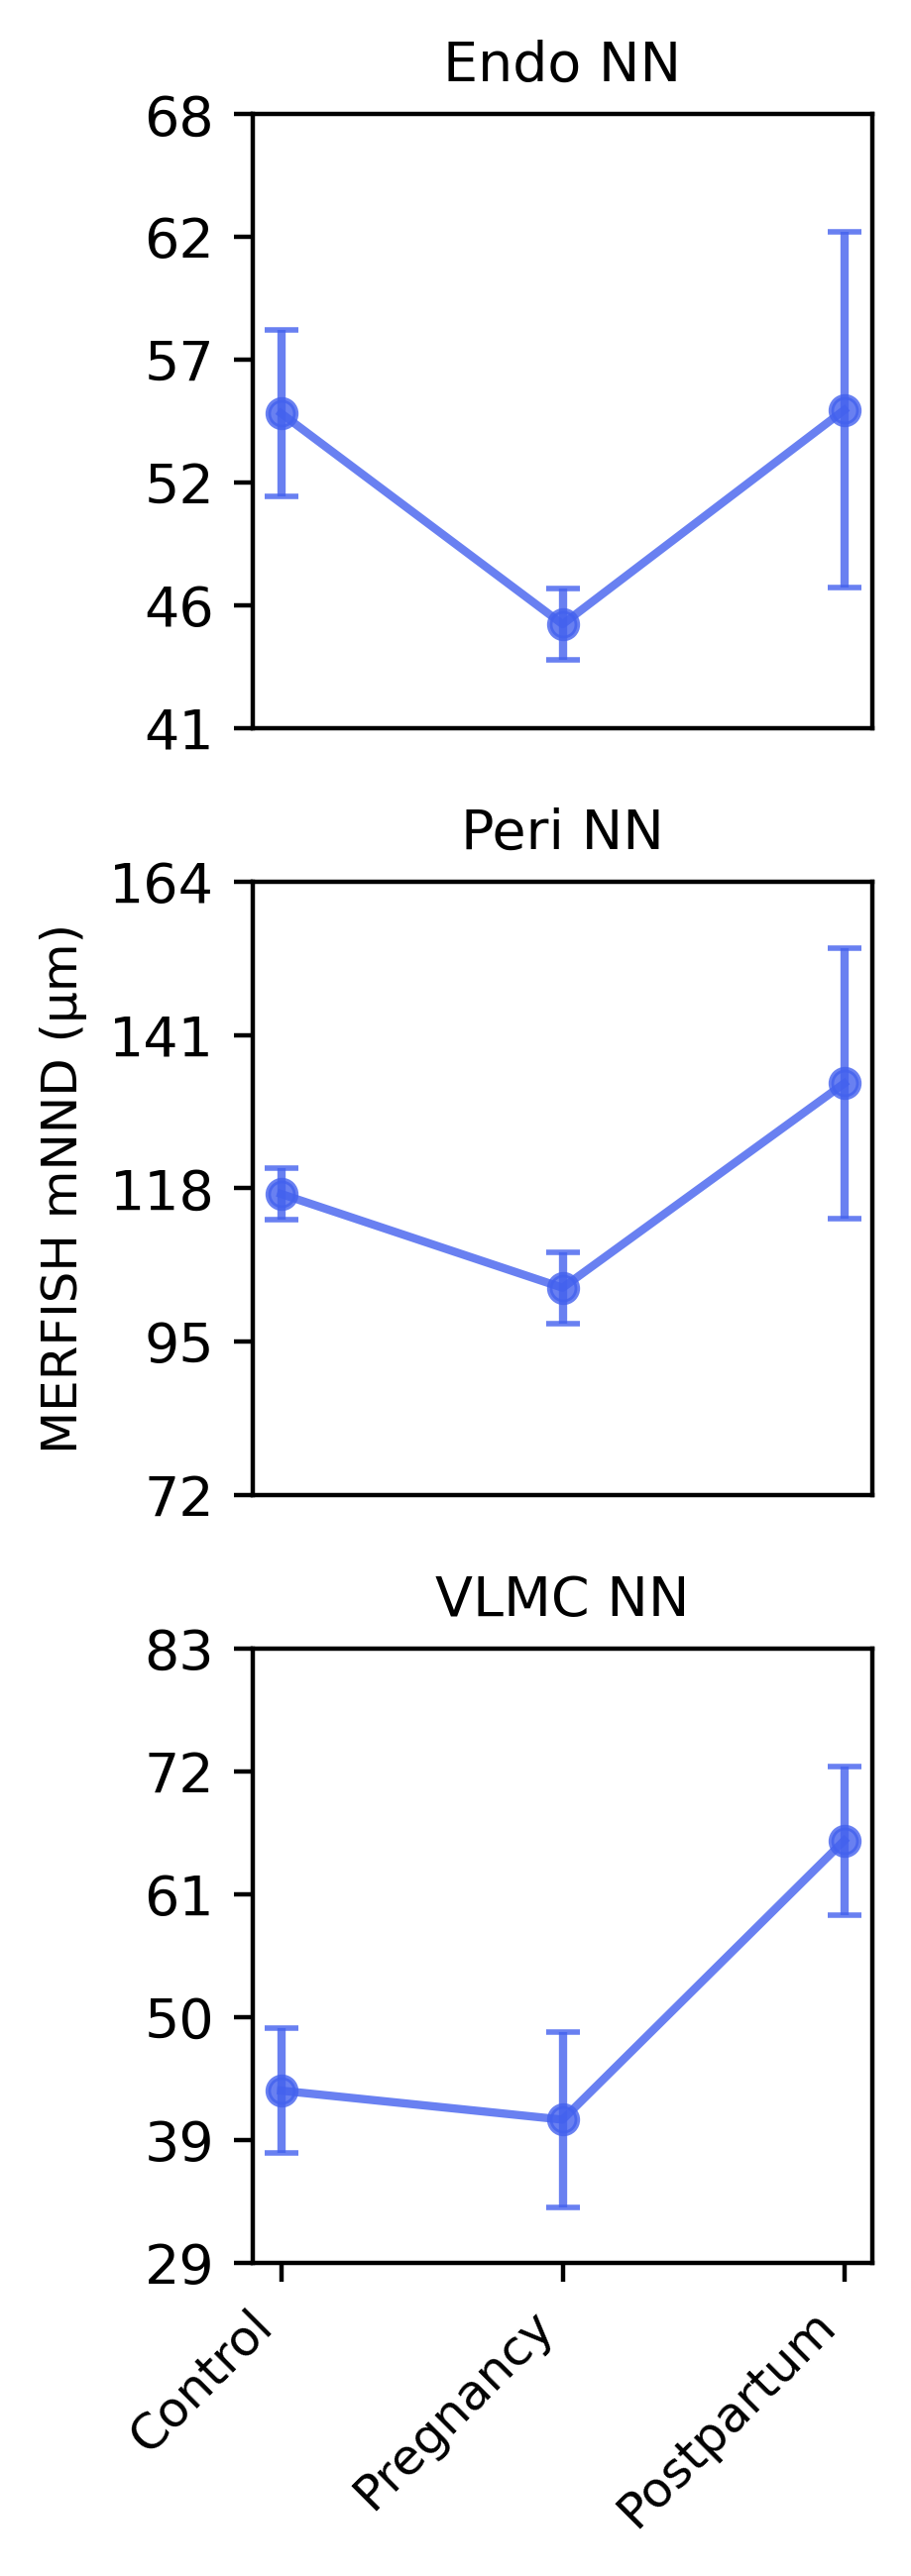 Endo NN
68
62
57
52
46
41
Peri NN
MERFISH mNND (μm)
164
141
118
95
72
VLMC NN
83
72
61
50
39
29
Control
Pregnancy
Postpartum